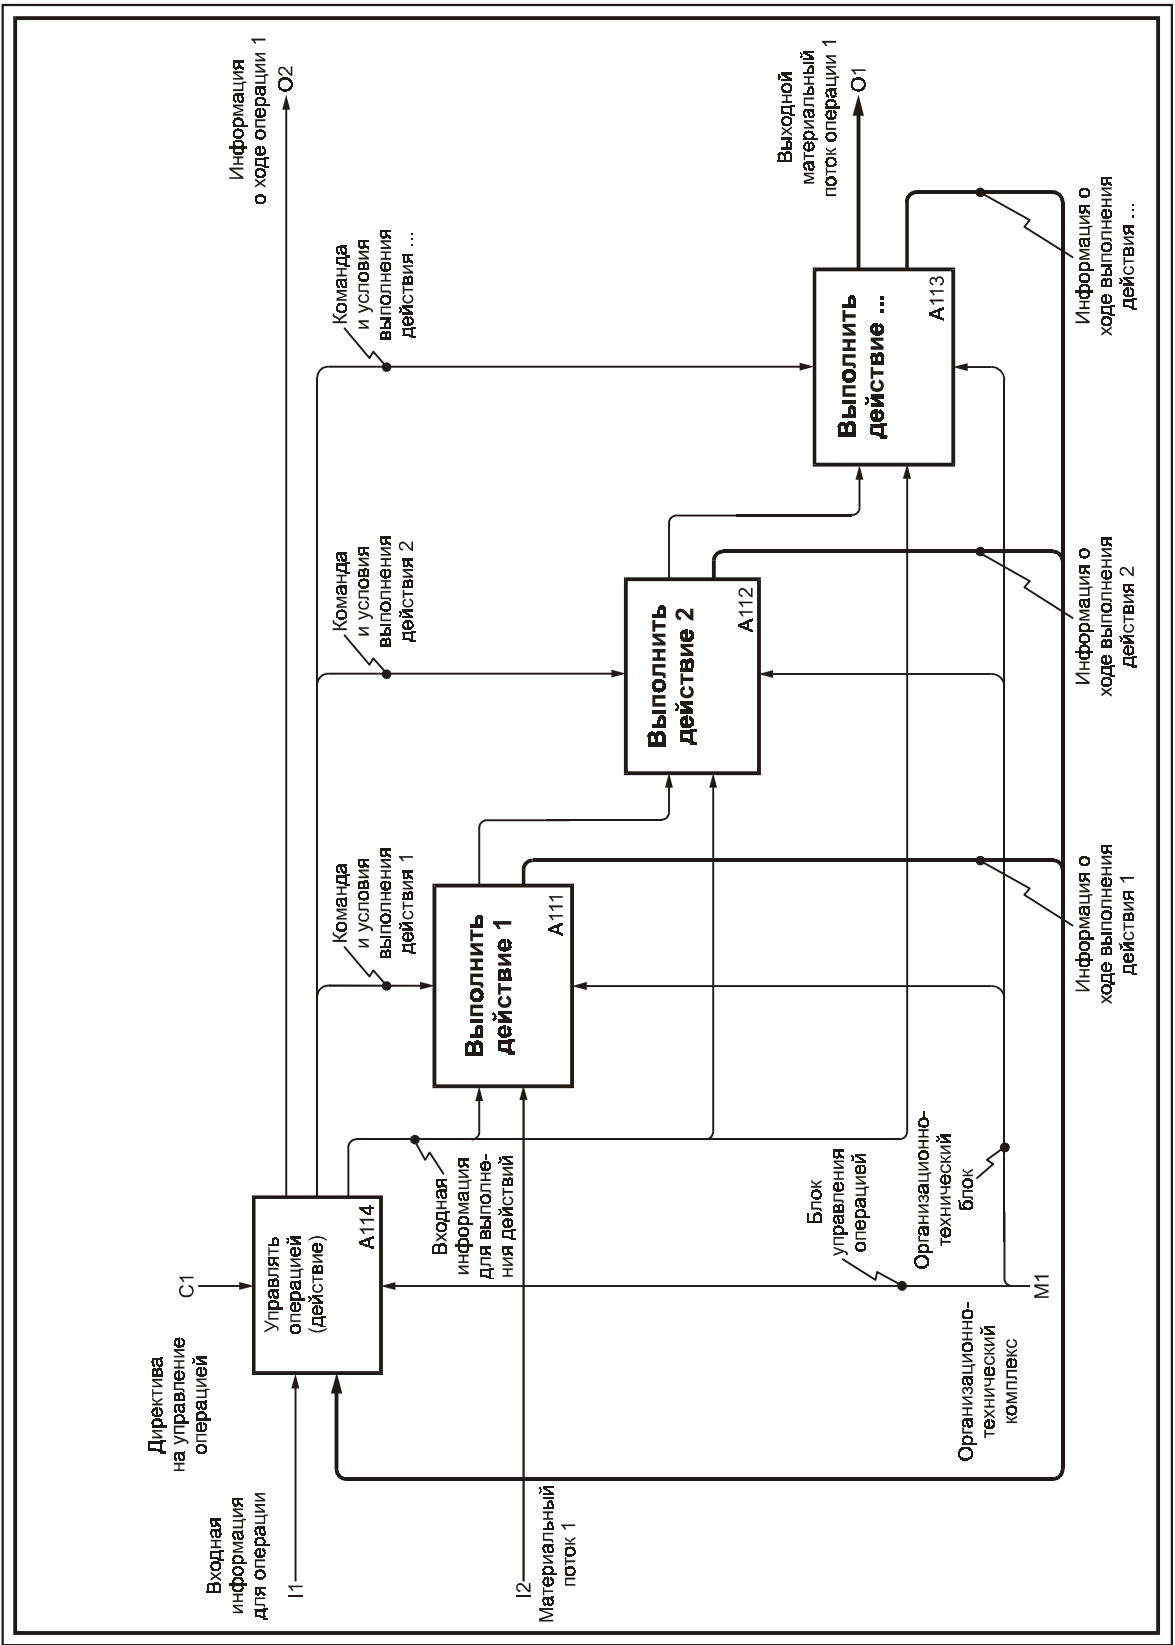 Информация
о ходе операции 1
O2
Выходной
материальный
поток операции 1
O1
Команда
и условия
выполнения
действия ...
Команда
и условия
выполнения
действия 2
Команда
и условия
выполнения
действия 1
Директива
на управление
операцией
C1
Входная
информация
для операции
I1
Управлять
операцией
(действие)
A114
Выполнить
действие 1
A111
Выполнить
действие 2
A112
Выполнить
действие ...
A113
Входная
информация
для выполне-
ния действий
I2
Материальный
поток 1
Блок
управления
операцией
Организационно-
технический
блок
Организационно-
технический
комплекс
M1
Информация о
ходе выполнения
действия 1
Информация о
ходе выполнения
действия 2
Информация о
ходе выполнения
действия ...